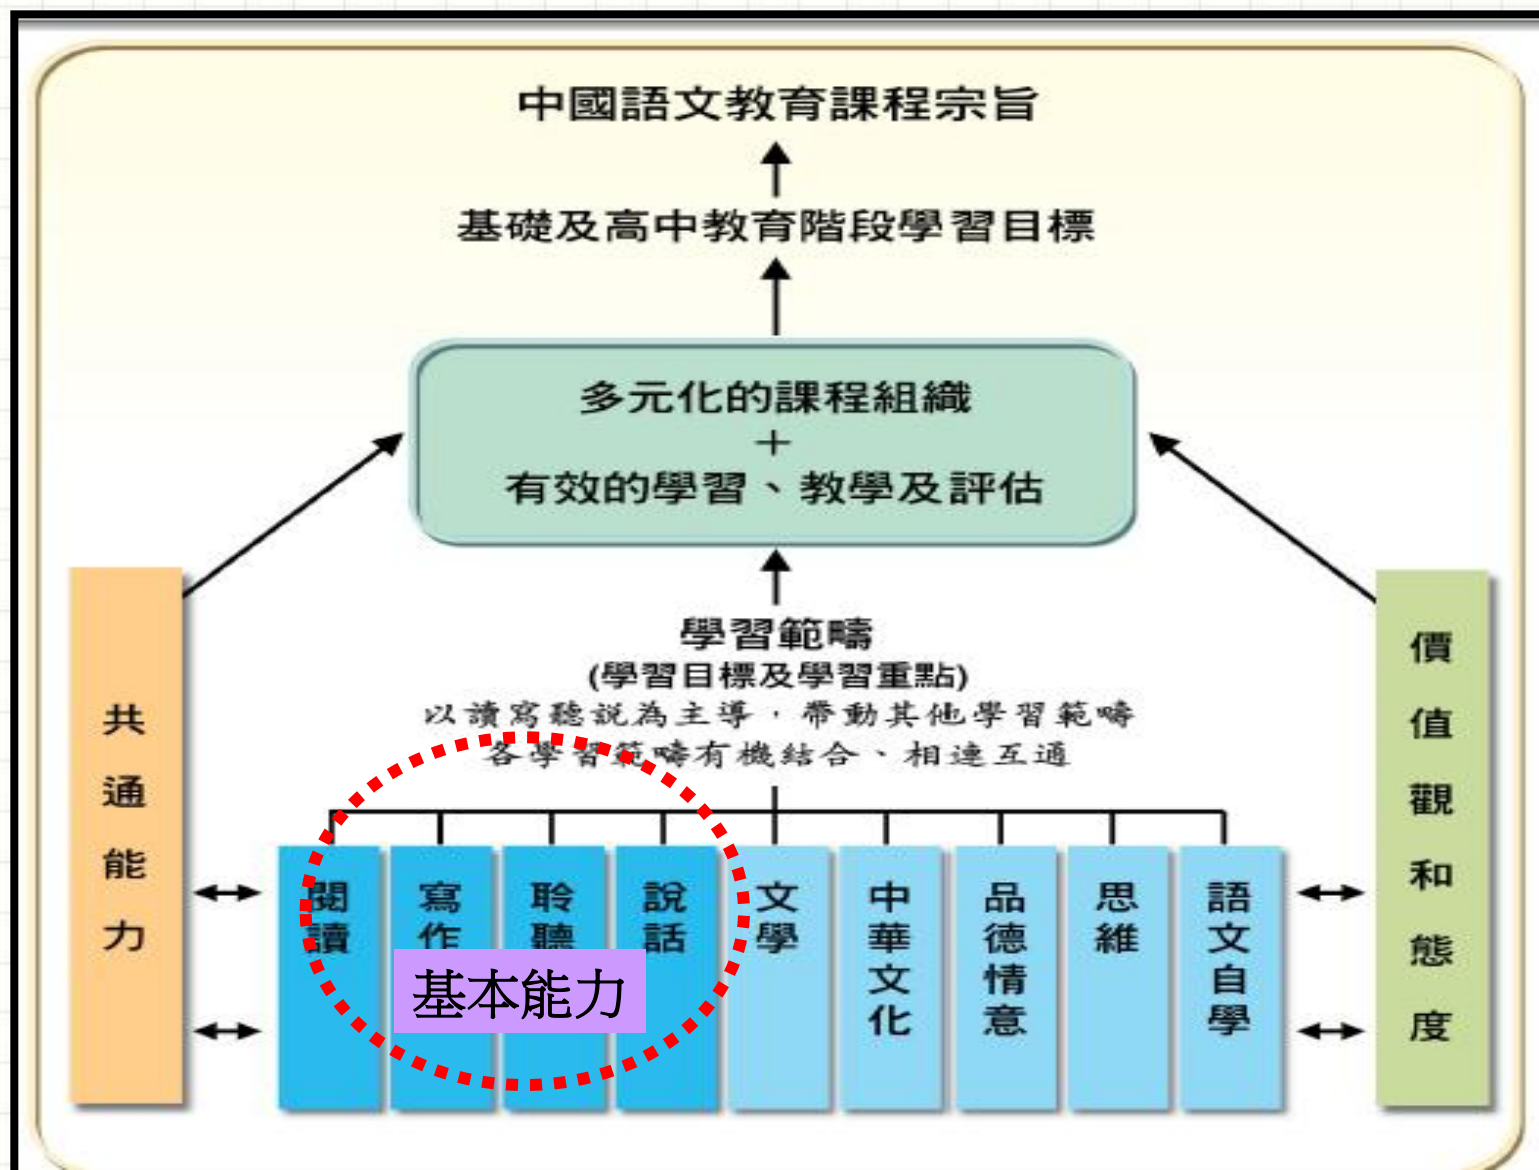 中國語文教育課程宗旨
基礎及高中教育階段學習目標
多元化的課程組織
+
有效的學習、教學及評估
學習範疇
(學習目標及學習重點)
以讀寫聽説為主導，帶動其他學習範疇
各學習範疇有機結合、相連互通
共通能力
閱讀
寫作
聆聽
說話
文學
中華文化
品德情意
思維
語文自學
價值觀和態度
基本能力